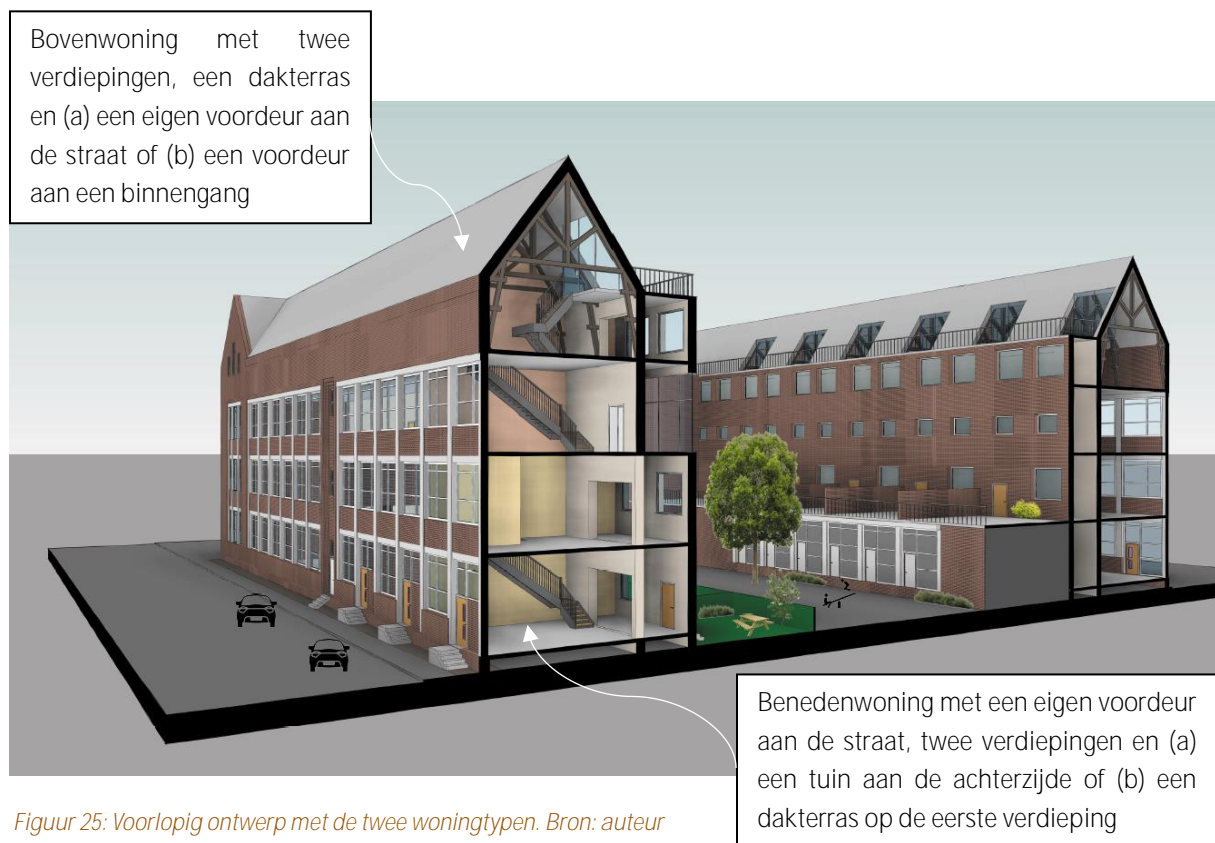 Bovenwoning met twee
verdiepingen, een dakterras
en (a) een eigen voordeur aan
de straat of (b) een voordeur
aan een binnengang
Benedenwoning met een eigen voordeur
aan de straat, twee verdiepingen en (a)
een tuin aan de achterzijde of (b) een
dakterras op de eerste verdieping
Figuur 25: Voorlopig ontwerp met de twee woningtypen. Bron: auteur